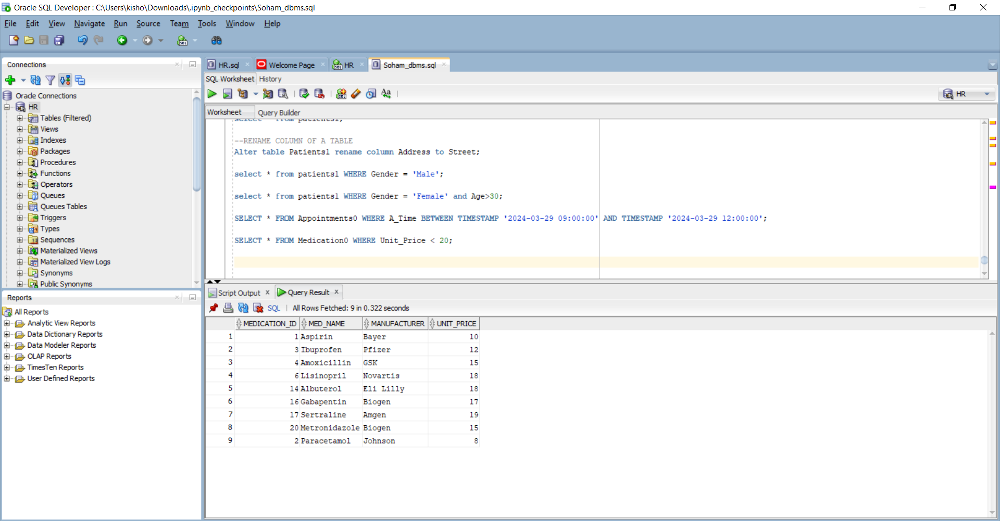 Oracle SQL Developer : C:\Users\kisho\Downloads\.ipynb_checkpoints\Soham_dbms.sql
File Edit View Navigate Run Source Team Tools Window Help
Connections
Oracle Connections
HR
Tables (Filtered)
Views
Indexes
Packages
Procedures
Functions
Operators
Queues
Queues Tables
Triggers
Types
Sequences
Materialized Views
Materialized View Logs
Synonyms
Public Synonyms
Reports
All Reports
Analytic View Reports
Data Dictionary Reports
Data Modeler Reports
OLAP Reports
TimesTen Reports
User Defined Reports
HR.sql Welcome Page HR Soham_dbms.sql
SQL Worksheet History
HR
Worksheet Query Builder
select * from patients1;
--RENAME COLUMN OF A TABLE
Alter table Patients1 rename column Address to Street;
select * from patients1 WHERE Gender = 'Male';
select * from patients1 WHERE Gender = 'Female' and Age>30;
SELECT * FROM Appointments0 WHERE A_Time BETWEEN TIMESTAMP '2024-03-29 09:00:00' AND TIMESTAMP '2024-03-29 12:00:00';
SELECT * FROM Medication0 WHERE Unit_Price < 20;
Script Output Query Result
SQL All Rows Fetched: 9 in 0.322 seconds
MEDICATION_ID MED_NAME MANUFACTURER UNIT_PRICE
1 1 Aspirin Bayer 10
2 3 Ibuprofen Pfizer 12
3 4 Amoxicillin GSK 15
4 6 Lisinopril Novartis 18
5 14 Albuterol Eli Lilly 18
6 16 Gabapentin Biogen 17
7 17 Sertraline Amgen 19
8 20 Metronidazole Biogen 15
9 2 Paracetamol Johnson 8